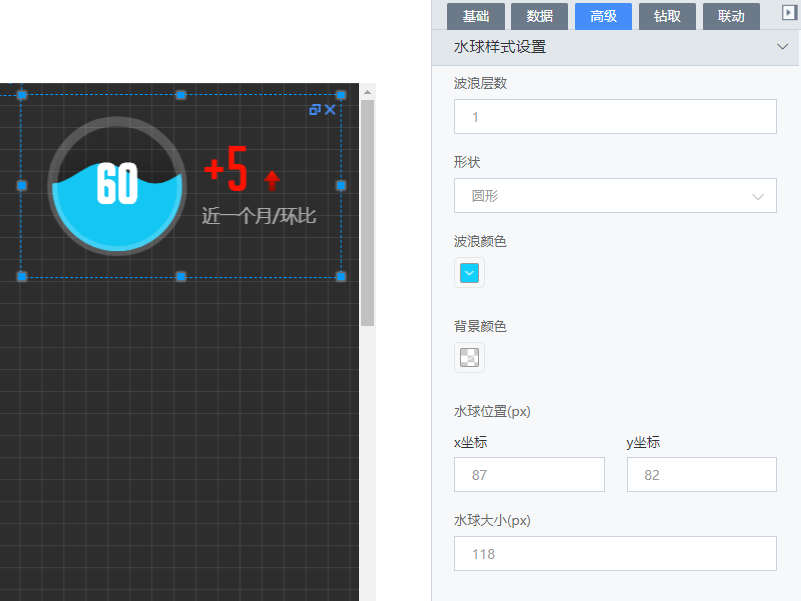 基础 数据 高级 钻取 联动
水球样式设置
波浪层数
1
形状
圆形
波浪颜色
背景颜色
水球位置(px)
x坐标 y坐标
87 82
水球大小(px)
118
60
+5
近一个月/环比